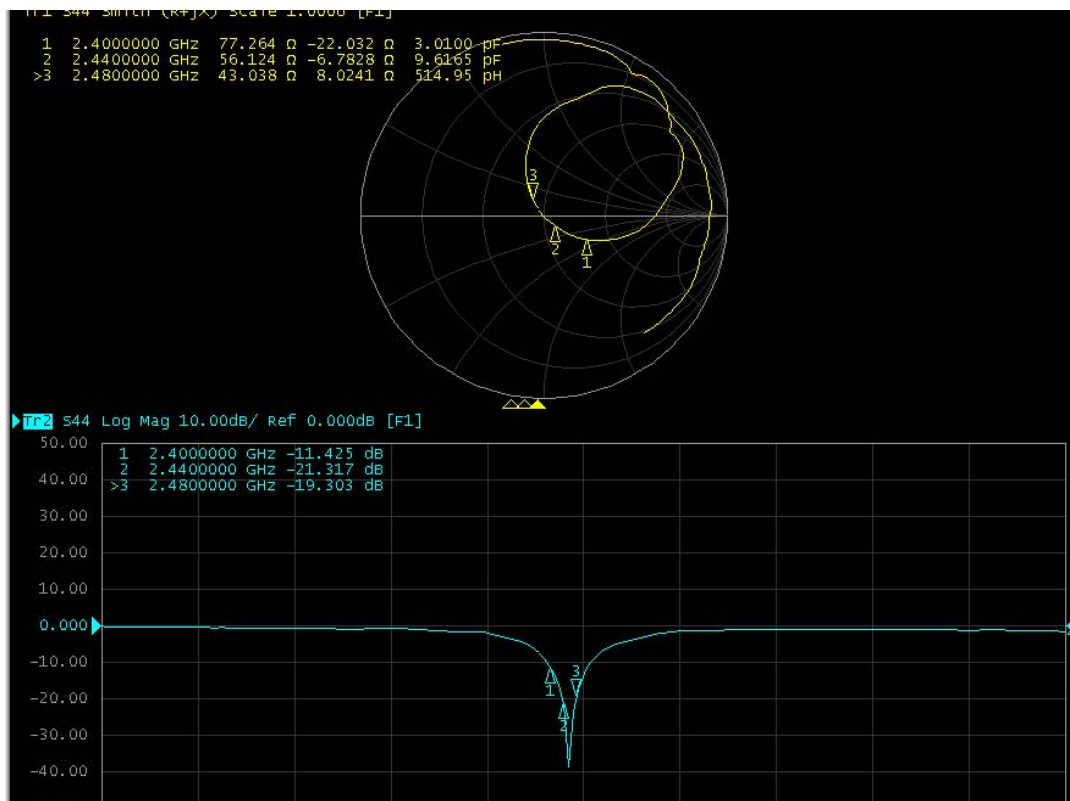 Tr1 S44 Smith (R+jX) Scale 1.000U [F1]
1 2.4000000 GHz 77.264 Ω -22.032 Ω 3.0100 pF
2 2.4400000 GHz 56.124 Ω -6.7828 Ω 9.6165 pF
>3 2.4800000 GHz 43.038 Ω 8.0241 Ω 514.95 pH
3
2
1
Tr2 S44 Log Mag 10.00dB/ Ref 0.000dB [F1]
50.00
1 2.4000000 GHz -11.425 dB
2 2.4400000 GHz -21.317 dB
>3 2.4800000 GHz -19.303 dB
40.00
30.00
20.00
10.00
0.000
-10.00
3
1
-20.00
2
-30.00
-40.00